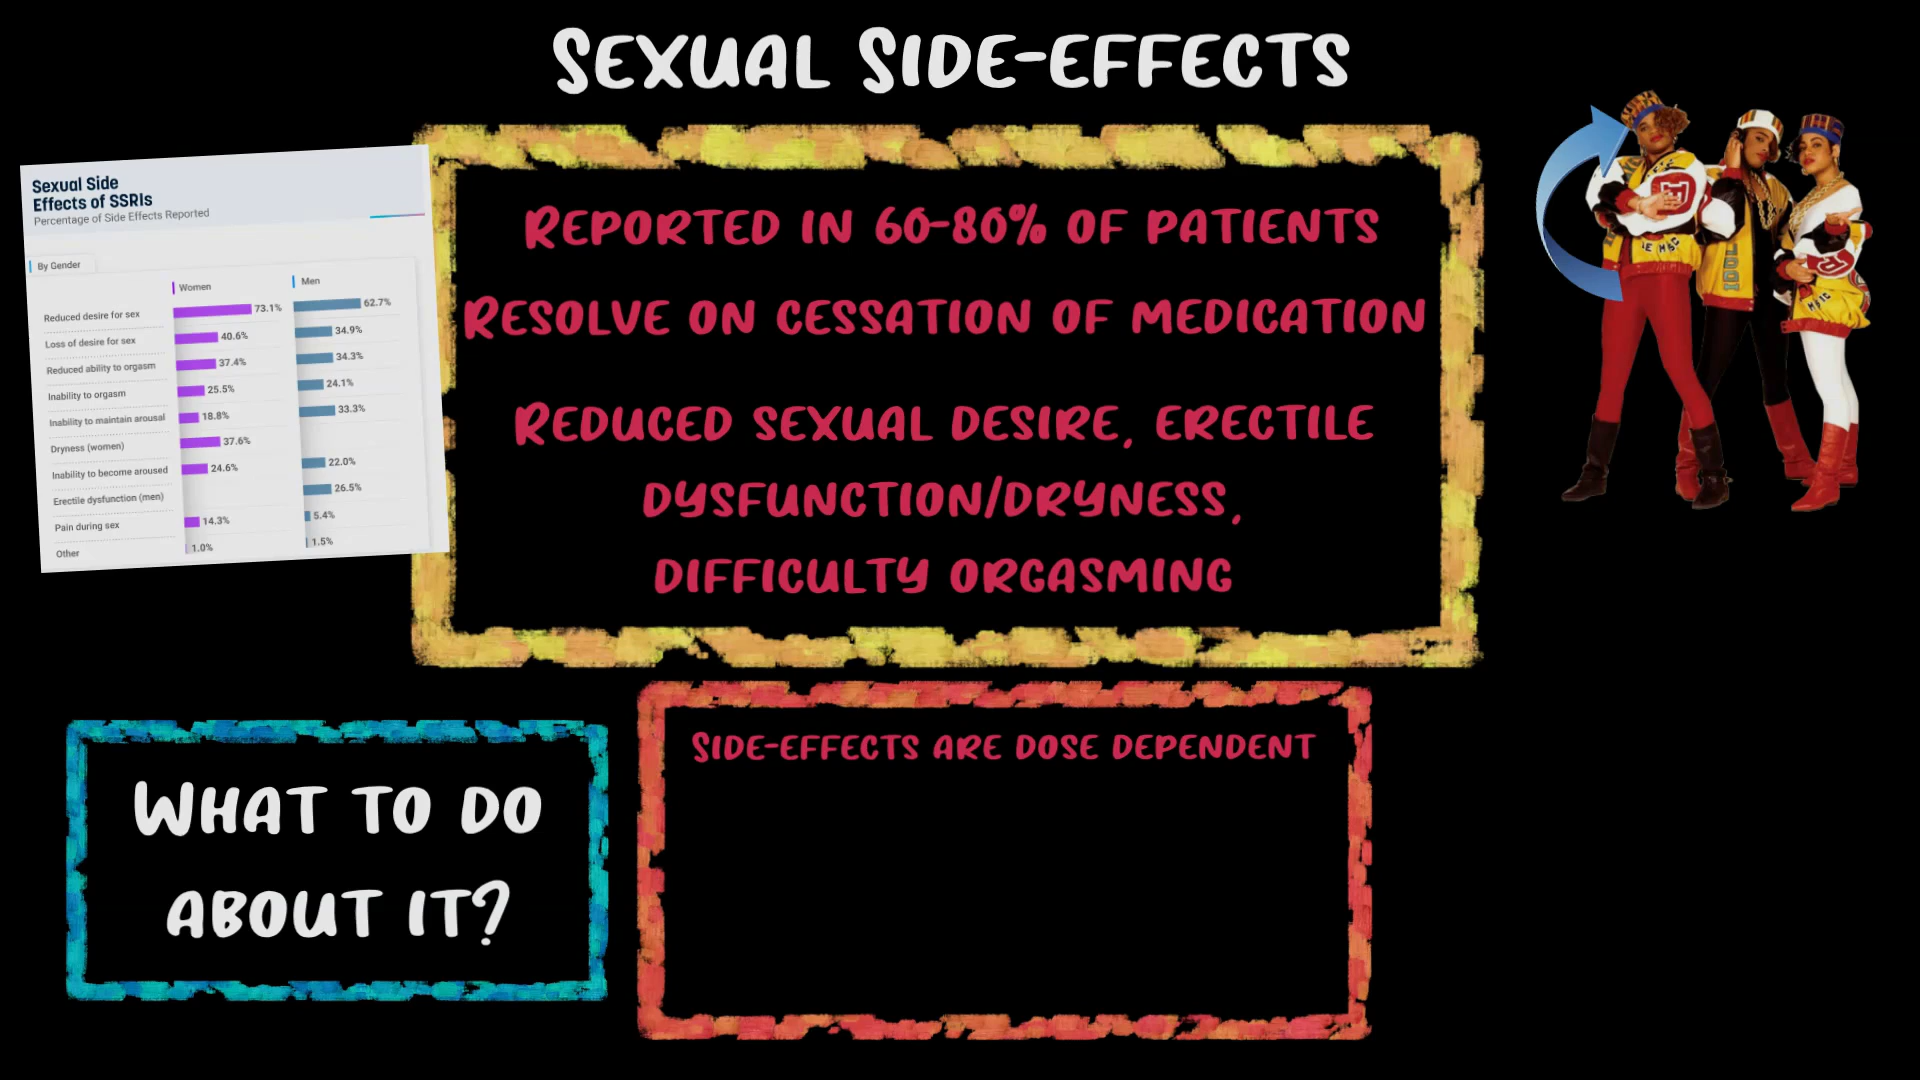 Sexual Side-effects
Sexual Side
Effects of SSRIs
Percentage of Side Effects Reported
By Gender
Women Men
Reduced desire for sex 73.1% 62.7%
Loss of desire for sex 40.6% 34.9%
Reduced ability to orgasm 37.4% 34.3%
Inability to orgasm 25.5% 24.1%
Inability to maintain arousal 18.8% 33.3%
Dryness (women) 37.6%
Inability to become aroused 24.6% 22.0%
Erectile dysfunction (men) 26.5%
Pain during sex 14.3% 5.4%
Other 1.0% 1.5%
Reported in 60-80% of patients
Resolve on cessation of medication
Reduced sexual desire, erectile
dysfunction/dryness,
difficulty orgasming
What to do
about it?
Side-effects are dose dependent